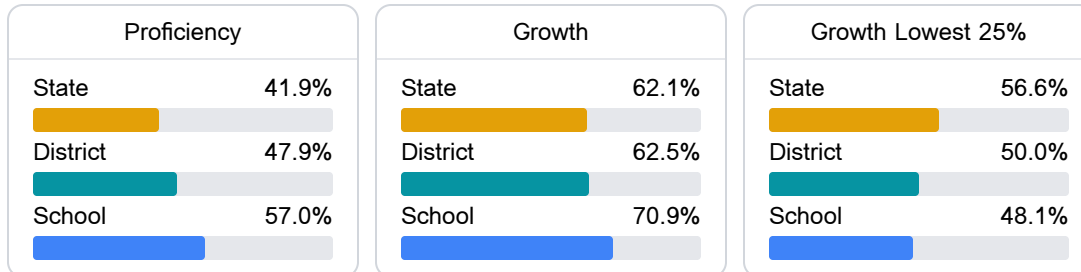 Proficiency
State 41.9%
District 47.9%
School 57.0%
Growth
State 62.1%
District 62.5%
School 70.9%
Growth Lowest 25%
State 56.6%
District 50.0%
School 48.1%